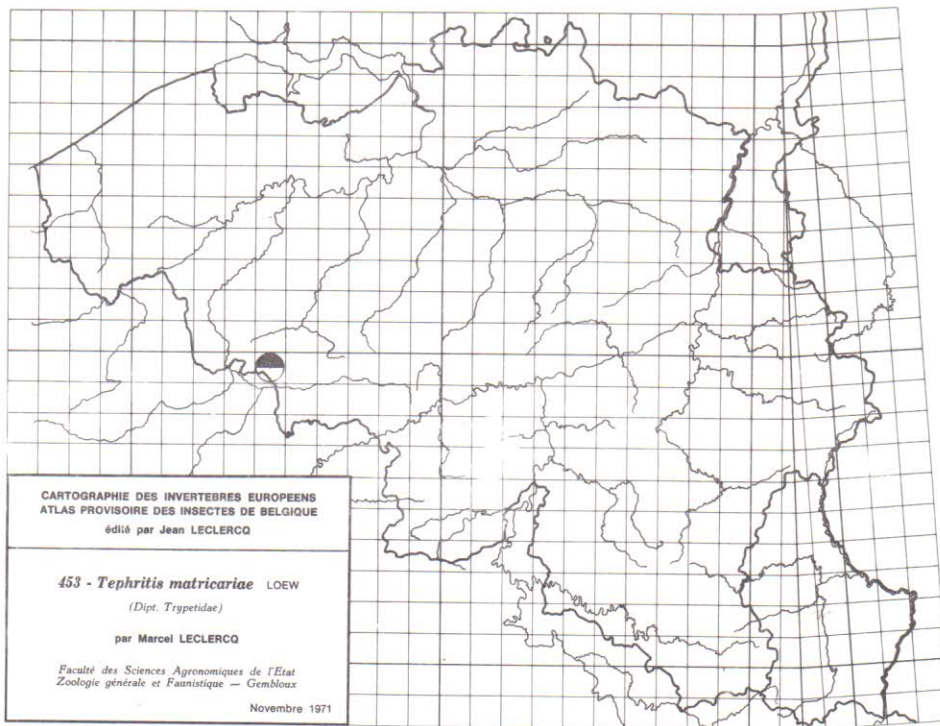 CARTOGRAPHIE DES INVERTEBRES EUROPEENS
ATLAS PROVISOIRE DES INSECTES DE BELGIQUE
édité par Jean LECLERCQ
453 - Tephritis matricariae LOEW
(Dipt. Trypetidae)
par Marcel LECLERCQ
Faculté des Sciences Agronomiques de l'Etat
Zoologie générale et Faunistique — Gembloux
Novembre 1971